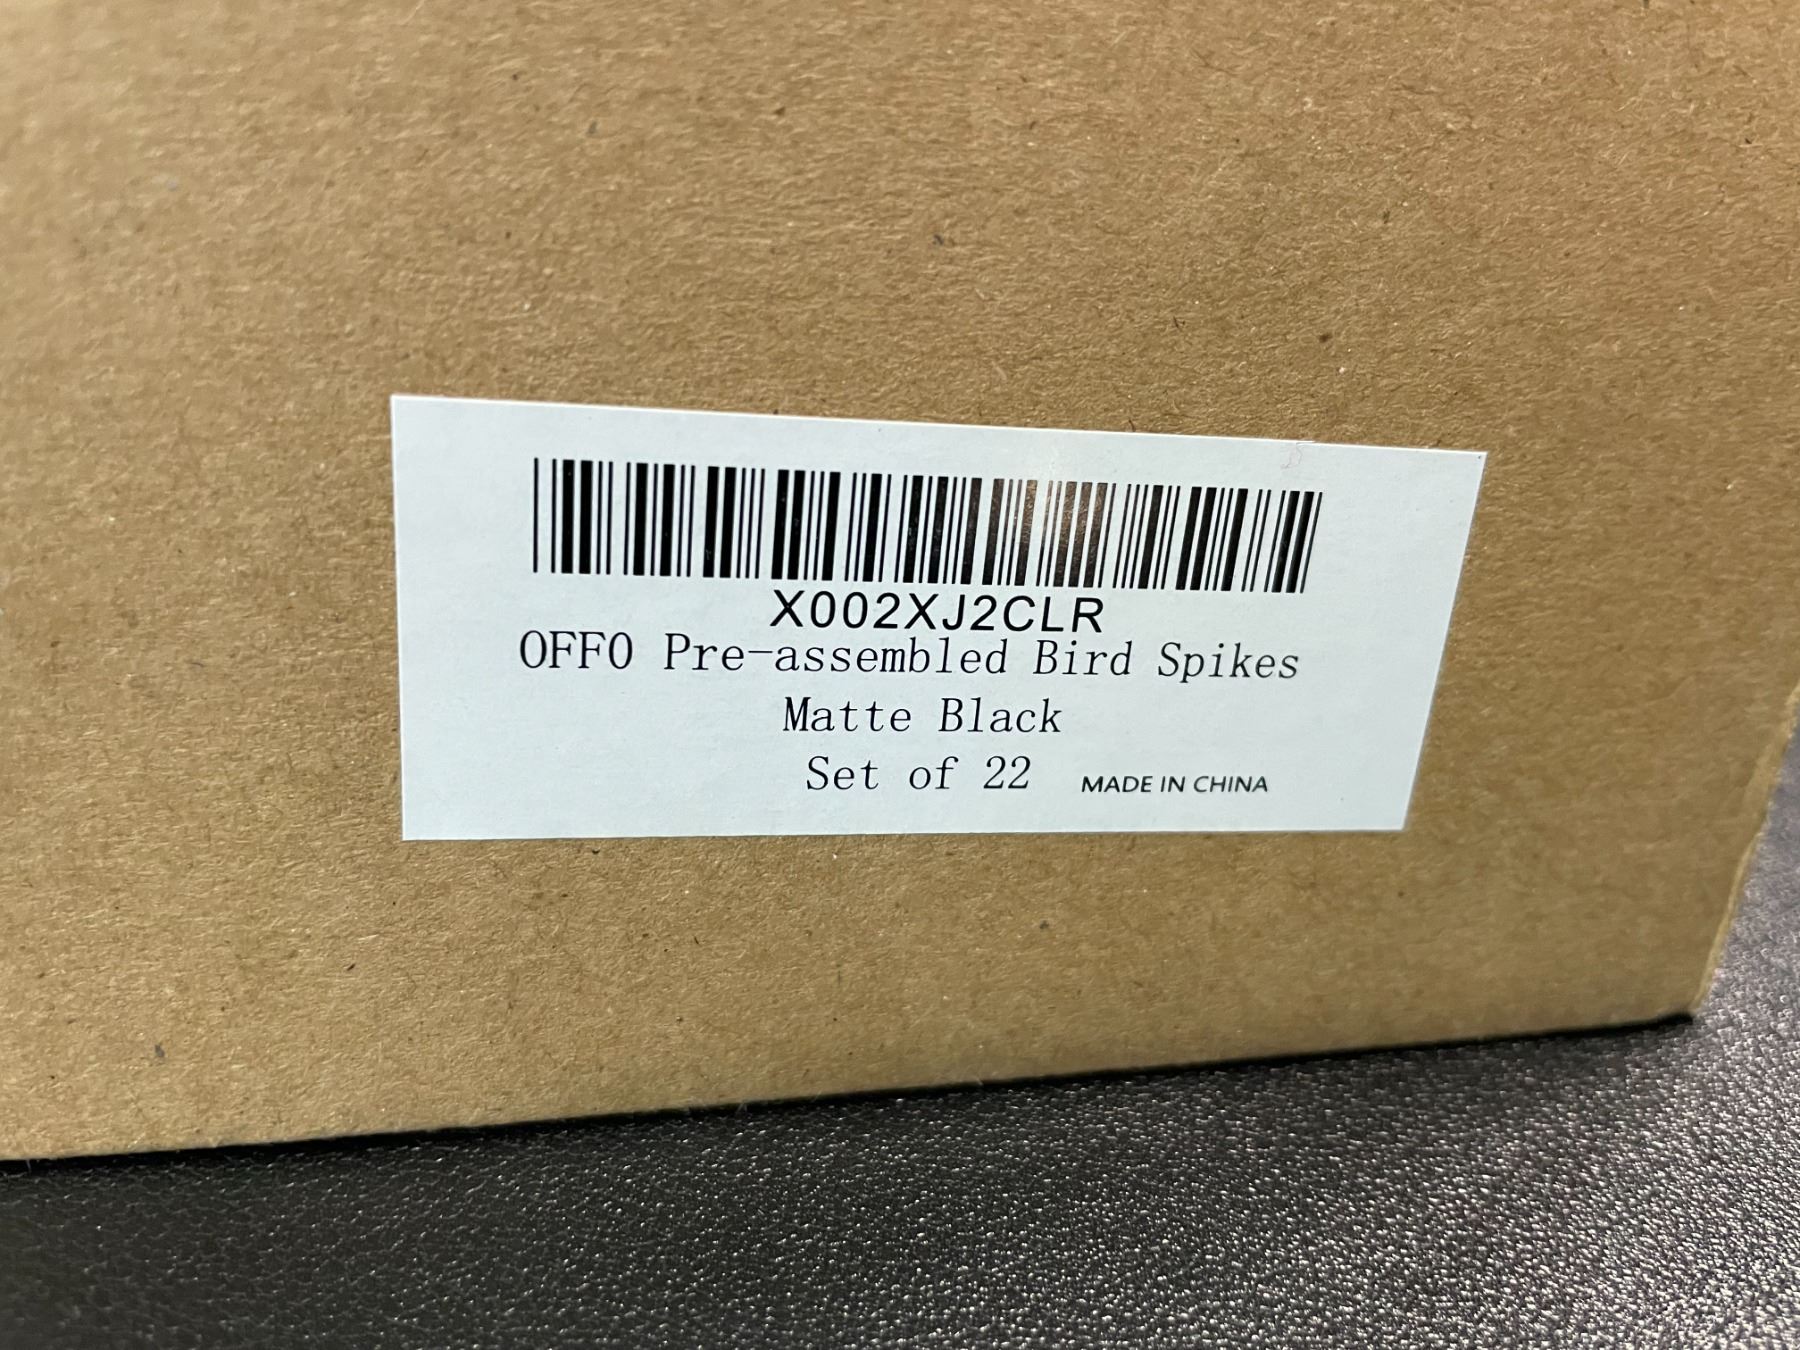 X002XJ2CLR
OFFO Pre-assembled Bird Spikes
Matte Black
Set of 22
MADE IN CHINA